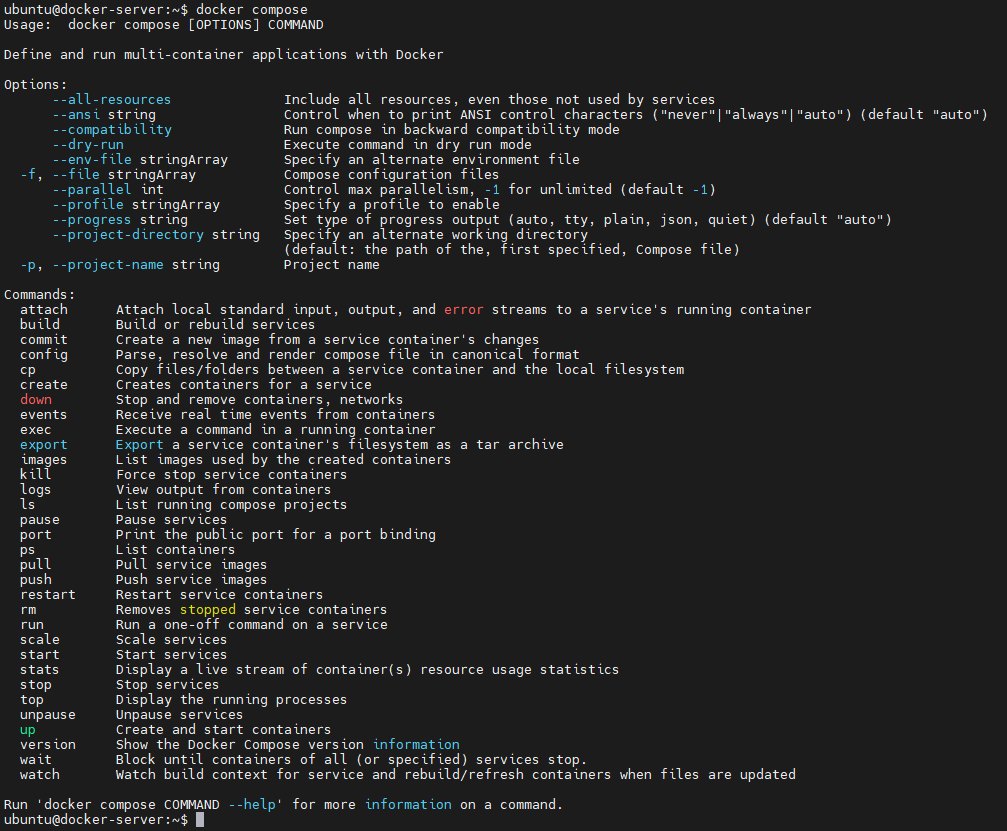 ubuntu@docker-server:~$ docker compose
Usage:  docker compose [OPTIONS] COMMAND

Define and run multi-container applications with Docker

Options:
      --all-resources              Include all resources, even those not used by services
      --ansi string                Control when to print ANSI control characters ("never"|"always"|"auto") (default "auto")
      --compatibility              Run compose in backward compatibility mode
      --dry-run                    Execute command in dry run mode
      --env-file stringArray       Specify an alternate environment file
  -f, --file stringArray           Compose configuration files
      --parallel int               Control max parallelism, -1 for unlimited (default -1)
      --profile stringArray        Specify a profile to enable
      --progress string            Set type of progress output (auto, tty, plain, json, quiet) (default "auto")
      --project-directory string   Specify an alternate working directory
                                   (default: the path of the, first specified, Compose file)
  -p, --project-name string        Project name

Commands:
  attach      Attach local standard input, output, and error streams to a service's running container
  build       Build or rebuild services
  commit      Create a new image from a service container's changes
  config      Parse, resolve and render compose file in canonical format
  cp          Copy files/folders between a service container and the local filesystem
  create      Creates containers for a service
  down        Stop and remove containers, networks
  events      Receive real time events from containers
  exec        Execute a command in a running container
  export      Export a service container's filesystem as a tar archive
  images      List images used by the created containers
  kill        Force stop service containers
  logs        View output from containers
  ls          List running compose projects
  pause       Pause services
  port        Print the public port for a port binding
  ps          List containers
  pull        Pull service images
  push        Push service images
  restart     Restart service containers
  rm          Removes stopped service containers
  run         Run a one-off command on a service
  scale       Scale services
  start       Start services
  stats       Display a live stream of container(s) resource usage statistics
  stop        Stop services
  top         Display the running processes
  unpause     Unpause services
  up          Create and start containers
  version     Show the Docker Compose version information
  wait        Block until containers of all (or specified) services stop.
  watch       Watch build context for service and rebuild/refresh containers when files are updated

Run 'docker compose COMMAND --help' for more information on a command.
ubuntu@docker-server:~$